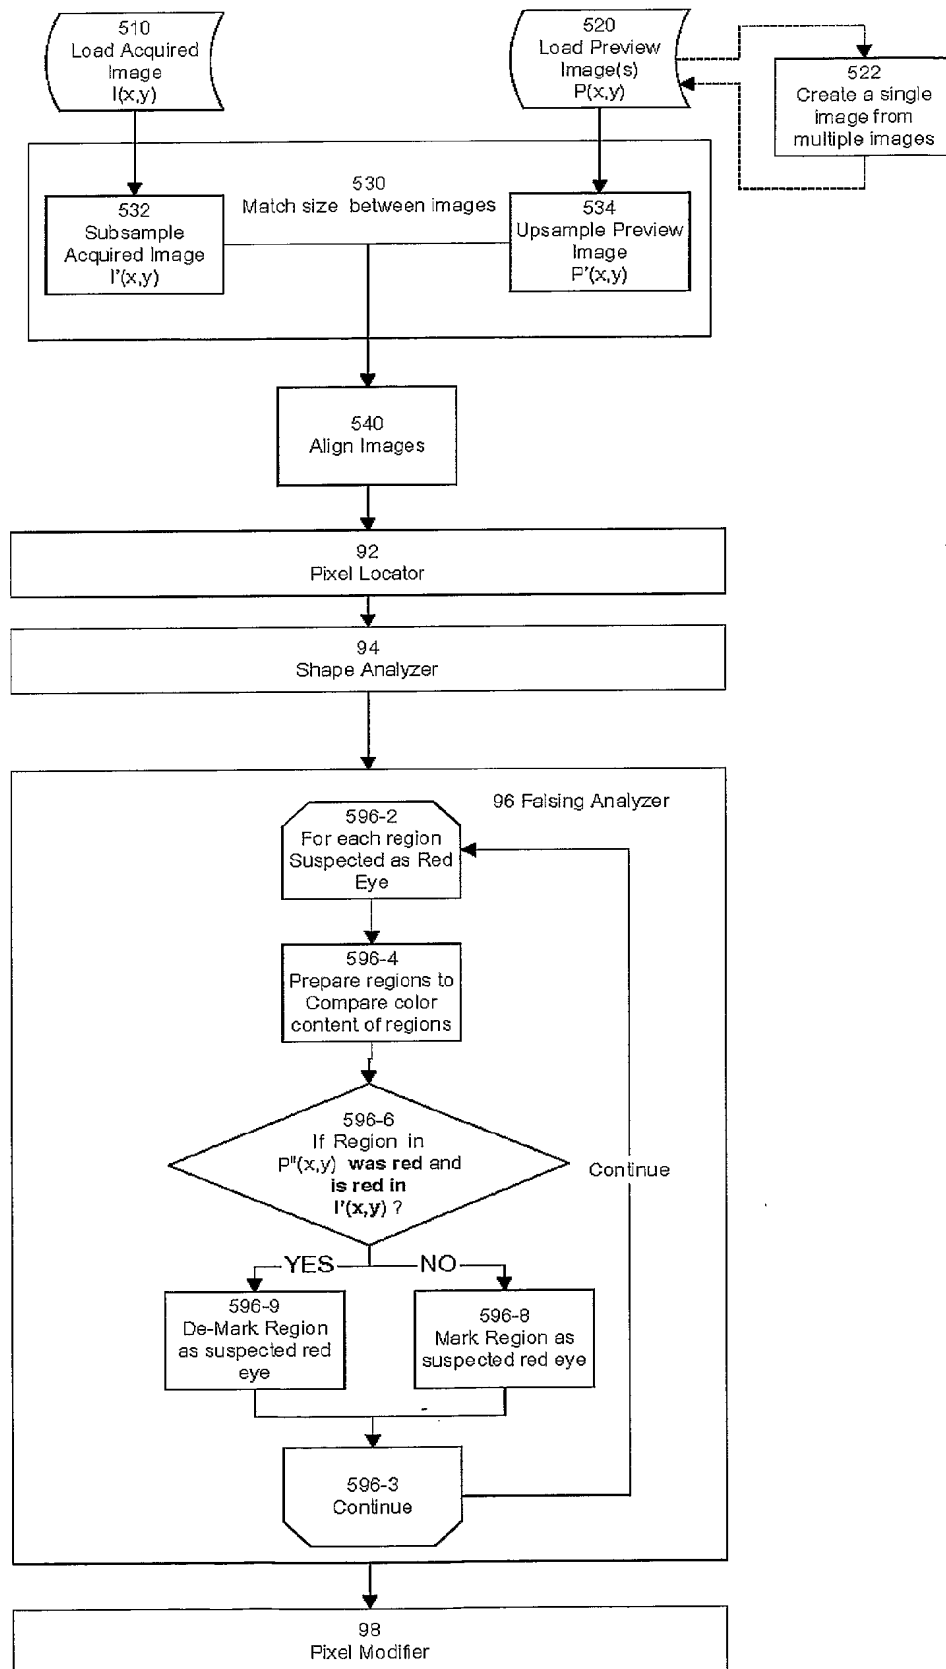 510
Load Acquired
Image
I(x,y)
520
Load Preview
Image(s)
P(x,y)
522
Create a single
image from
multiple images
530
Match size between images
532
Subsample
Acquired Image
I'(x,y)
534
Upsample Preview
Image
P'(x,y)
540
Align Images
92
Pixel Locator
94
Shape Analyzer
96 Falsing Analyzer
596-2
For each region
Suspected as Red
Eye
596-4
Prepare regions to
Compare color
content of regions
596-6
If Region in
P"(x,y) was red and
is red in
I'(x,y) ?
Continue
YES
NO
596-9
De-Mark Region
as suspected red
eye
596-8
Mark Region as
suspected red eye
596-3
Continue
98
Pixel Modifier